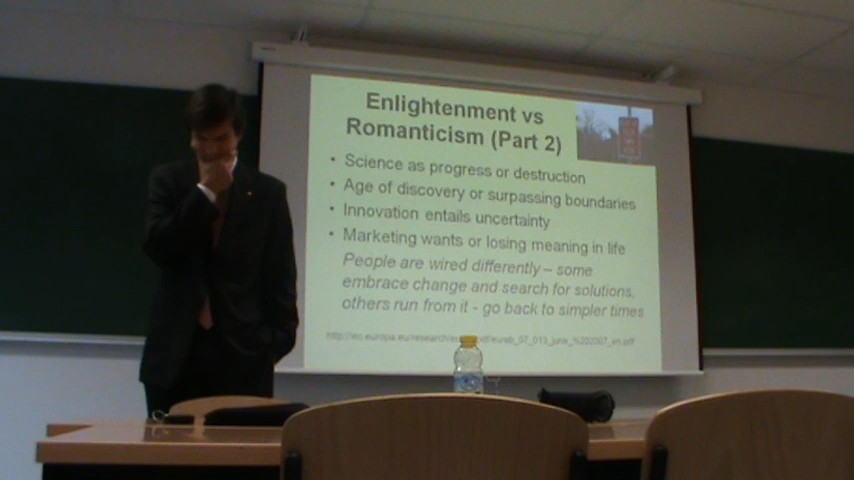 Enlightenment vs
Romanticism (Part 2)
• Science as progress or destruction
• Age of discovery or surpassing boundaries
• Innovation entails uncertainty
• Marketing wants or losing meaning in life
People are wired differently – some
embrace change and search for solutions,
others run from it - go back to simpler times